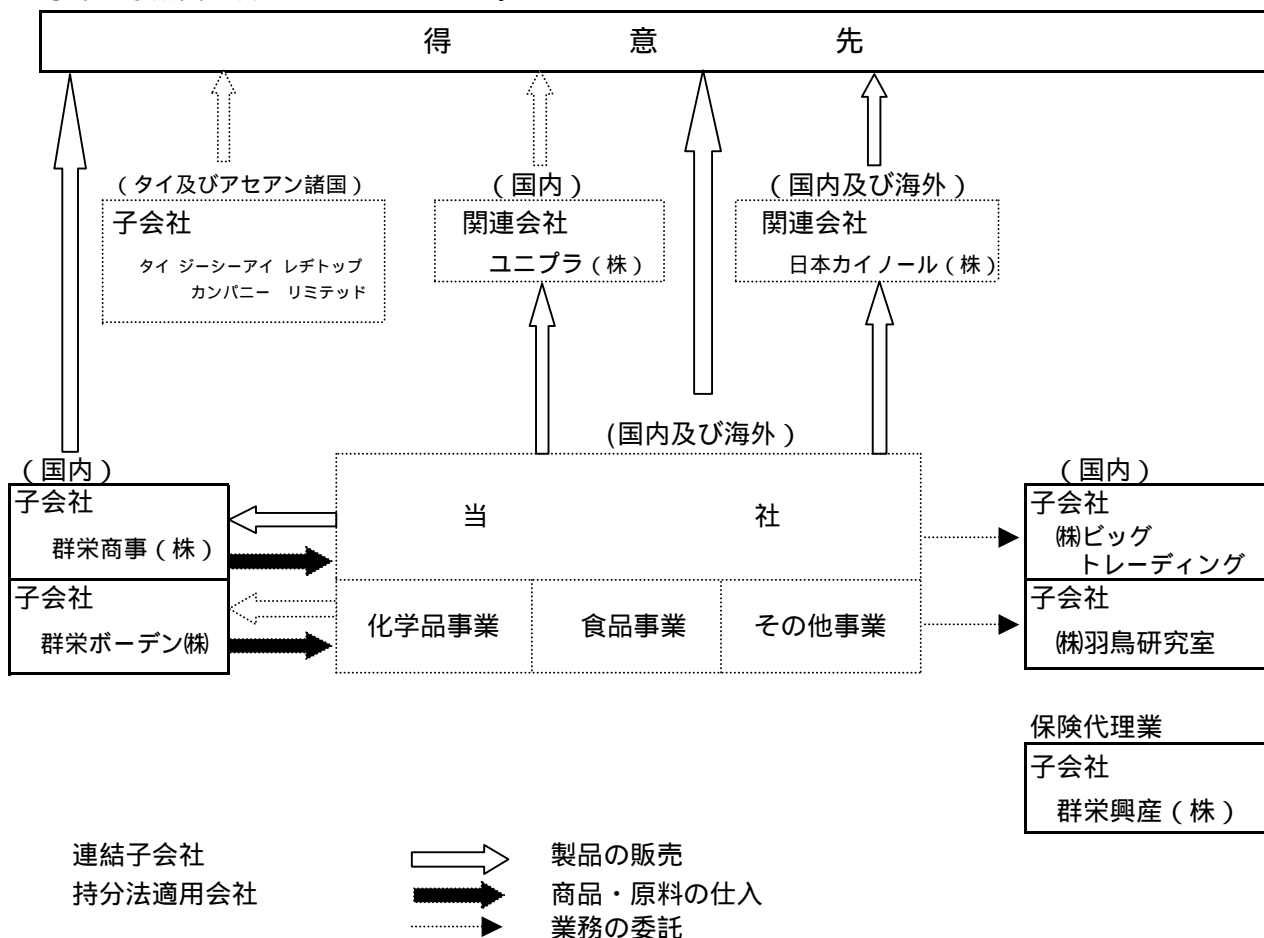 得意先
（タイ及びアセアン諸国）
（国内）
（国内及び海外）
子会社
タイ ジーシーアイ レヂトップ
カンパニー リミテッド
関連会社
ユニプラ（株）
関連会社
日本カイノール（株）
(国内及び海外）
（国内）
（国内）
子会社
群栄商事（株）
当社
子会社
㈱ビッグ
トレーディング
子会社
群栄ボーデン㈱
化学品事業
食品事業
その他事業
子会社
㈱羽鳥研究室
保険代理業
子会社
群栄興産（株）
連結子会社
製品の販売
持分法適用会社
商品・原料の仕入
業務の委託